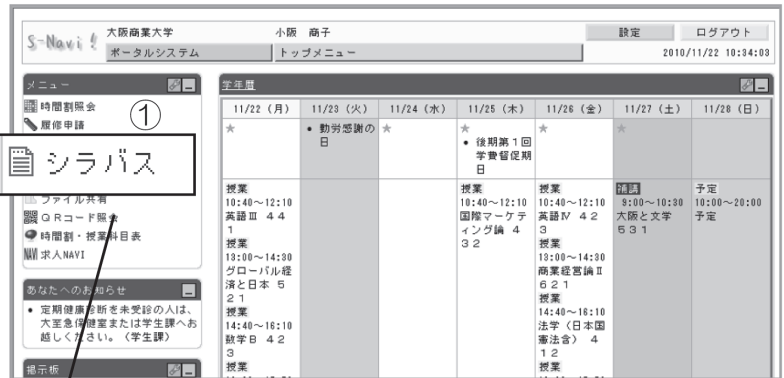 S-Navi!
大阪商業大学 小阪 商子 設定 ログアウト
ポータルシステム トップメニュー 2010/11/22 10:34:03
メニュー
時間割照会
履修申請
①
シラバス
ファイル共有
QRコード照会
時間割・授業科目表
NAVI 求人NAVI
あなたへのお知らせ
• 定期健康診断を未受診の人は、
大至急保健室または学生課へお
越しください。（学生課）
掲示板
学年暦
11/22（月） 11/23（火） 11/24（水） 11/25（木） 11/26（金） 11/27（土） 11/28（日）
★
• 勤労感謝の
日
★
★
• 後期第1回
学費督促期
日
★
★
授業
10:40～12:10
英語Ⅲ 44
1
授業
13:00～14:30
グローバル経
済と日本 5
21
授業
14:40～16:10
数学B 42
3
授業
授業
10:40～12:10
国際マーケテ
ィング論 4
32
授業
10:40～12:10
英語Ⅳ 42
3
授業
13:00～14:30
商業経営論Ⅱ
621
授業
14:40～16:10
法学（日本国
憲法含） 4
12
授業
補講
9:00～10:30
大阪と文学
531
予定
10:00～20:00
予定